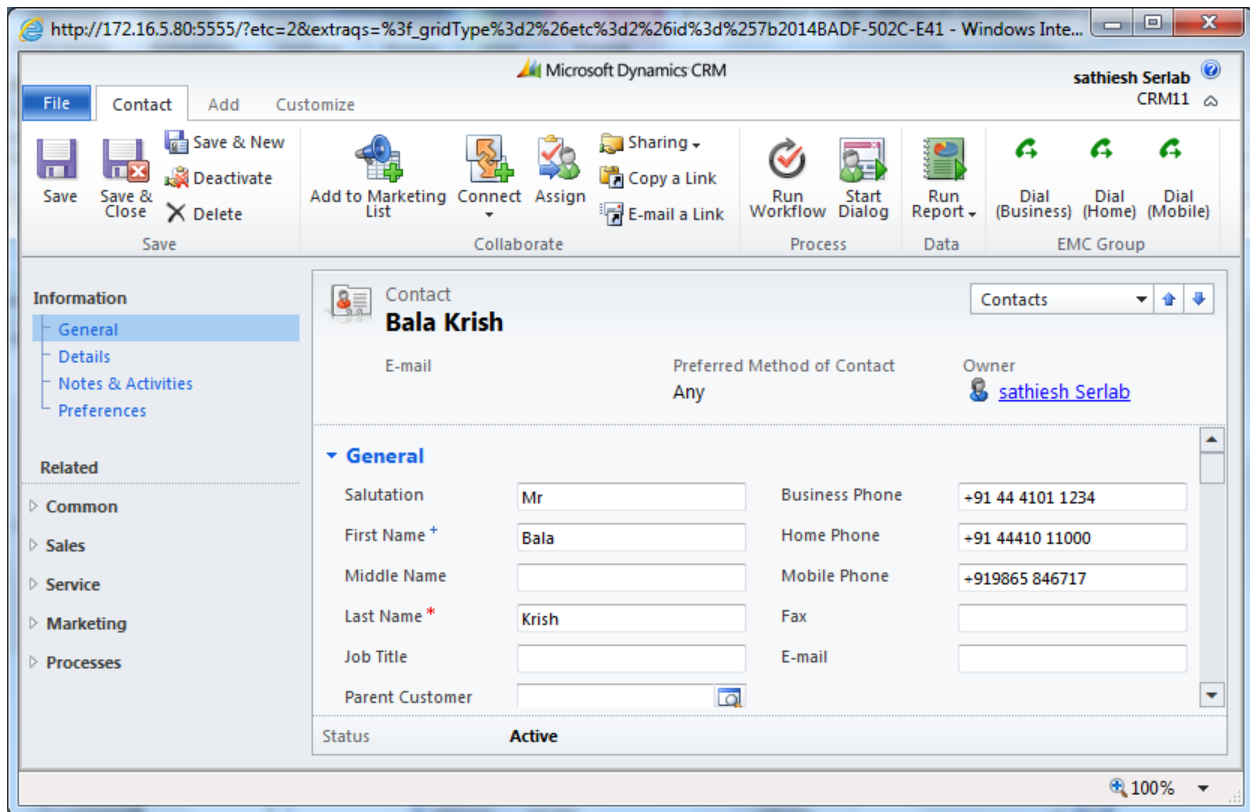 http://172.16.5.80:5555/?etc=2&extraqs=%3f_gridType%3d2%26etc%3d2%26id%3d%257b2014BADF-502C-E41 - Windows Inte...
Microsoft Dynamics CRM
sathiesh Serlab
CRM11
File Contact Add Customize
Save
Save & Close
Save & New
Deactivate
Delete
Save
Add to Marketing List
Connect
Assign
Sharing
Copy a Link
E-mail a Link
Collaborate
Run Workflow
Start Dialog
Process
Run Report
Data
Dial (Business)
Dial (Home)
Dial (Mobile)
EMC Group
Information
General
Details
Notes & Activities
Preferences
Related
Common
Sales
Service
Marketing
Processes
Contact
Bala Krish
Contacts
E-mail
Preferred Method of Contact
Any
Owner
sathiesh Serlab
General
Salutation Mr Business Phone +91 44 4101 1234
First Name + Bala Home Phone +91 44410 11000
Middle Name Mobile Phone +919865 846717
Last Name * Krish Fax
Job Title E-mail
Parent Customer
Status Active
100%